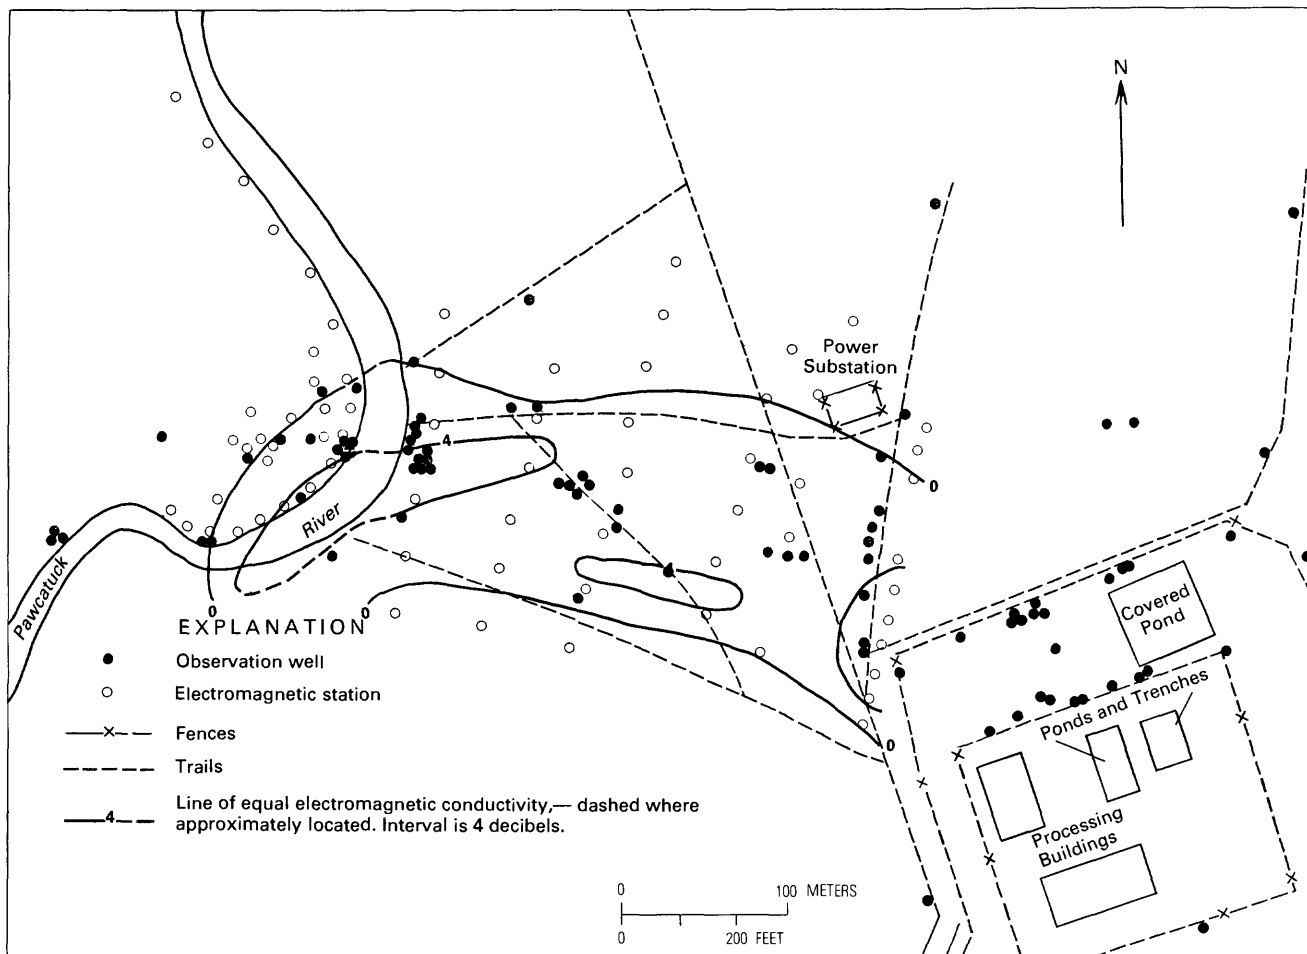 N
Power
Substation
4
0
River
4
Covered
Pond
Pawcatuck
0
0
EXPLANATION
Observation well
Electromagnetic station
Ponds and Trenches
Fences
0
Trails
4
Line of equal electromagnetic conductivity,— dashed where
approximately located. Interval is 4 decibels.
Processing
Buildings
0 100 METERS
0 200 FEET